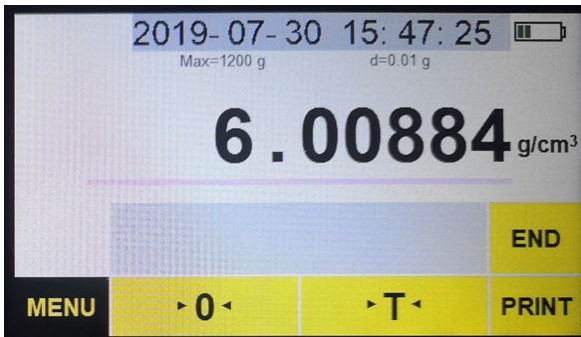 2019-07-30 15:47:25
Max=1200 g d=0.01 g
6.00884 g/cm³
END
MENU ▸0◂ ▸T◂ PRINT